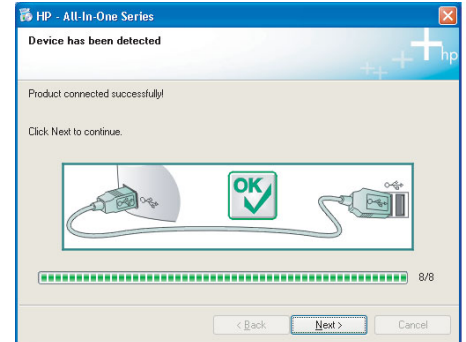 HP - All-In-One Series
Device has been detected
hp
Product connected successfully!
Click Next to continue.
OK
8/8
< Back Next > Cancel